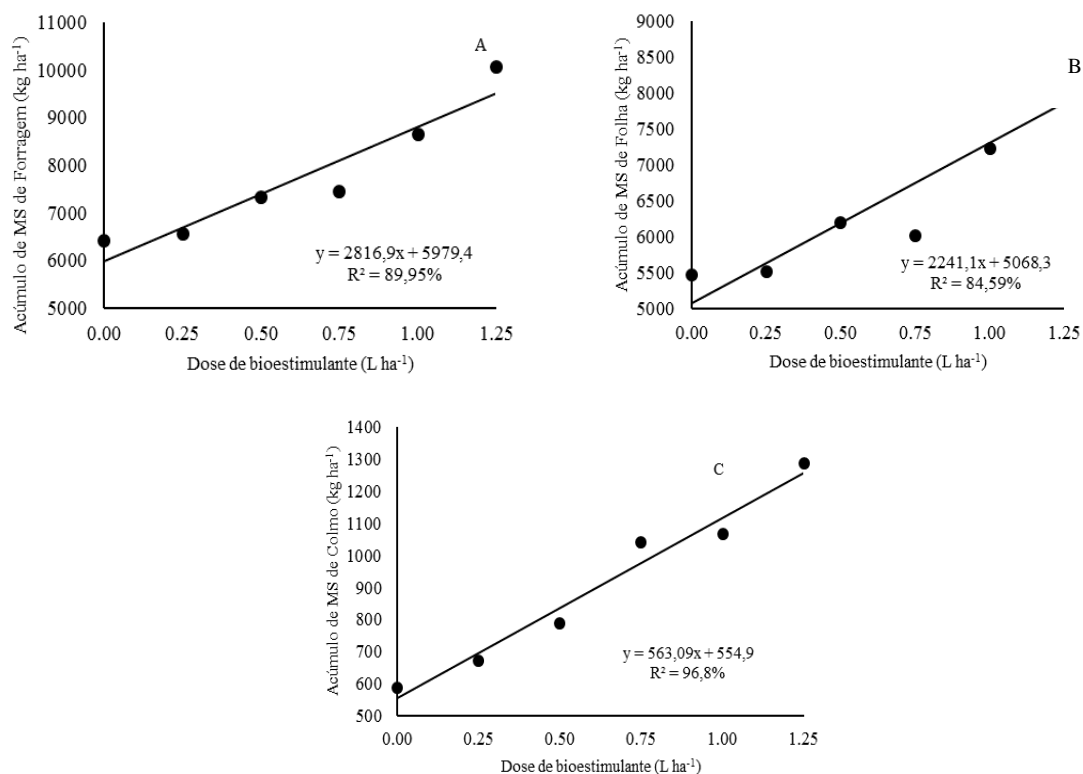 Acúmulo de MS de Forragem (kg ha⁻¹)
11000
10000
9000
8000
7000
6000
5000
A
y = 2816,9x + 5979,4
R² = 89,95%
0.00 0.25 0.50 0.75 1.00 1.25
Dose de bioestimulante (L ha⁻¹)
Acúmulo de MS de Folha (kg ha⁻¹)
9000
8500
8000
7500
7000
6500
6000
5500
5000
B
y = 2241,1x + 5068,3
R² = 84,59%
0.00 0.25 0.50 0.75 1.00 1.25
Dose de bioestimulante (L ha⁻¹)
Acúmulo de MS de Colmo (kg ha⁻¹)
1400
1300
1200
1100
1000
900
800
700
600
500
C
y = 563,09x + 554,9
R² = 96,8%
0.00 0.25 0.50 0.75 1.00 1.25
Dose de bioestimulante (L ha⁻¹)